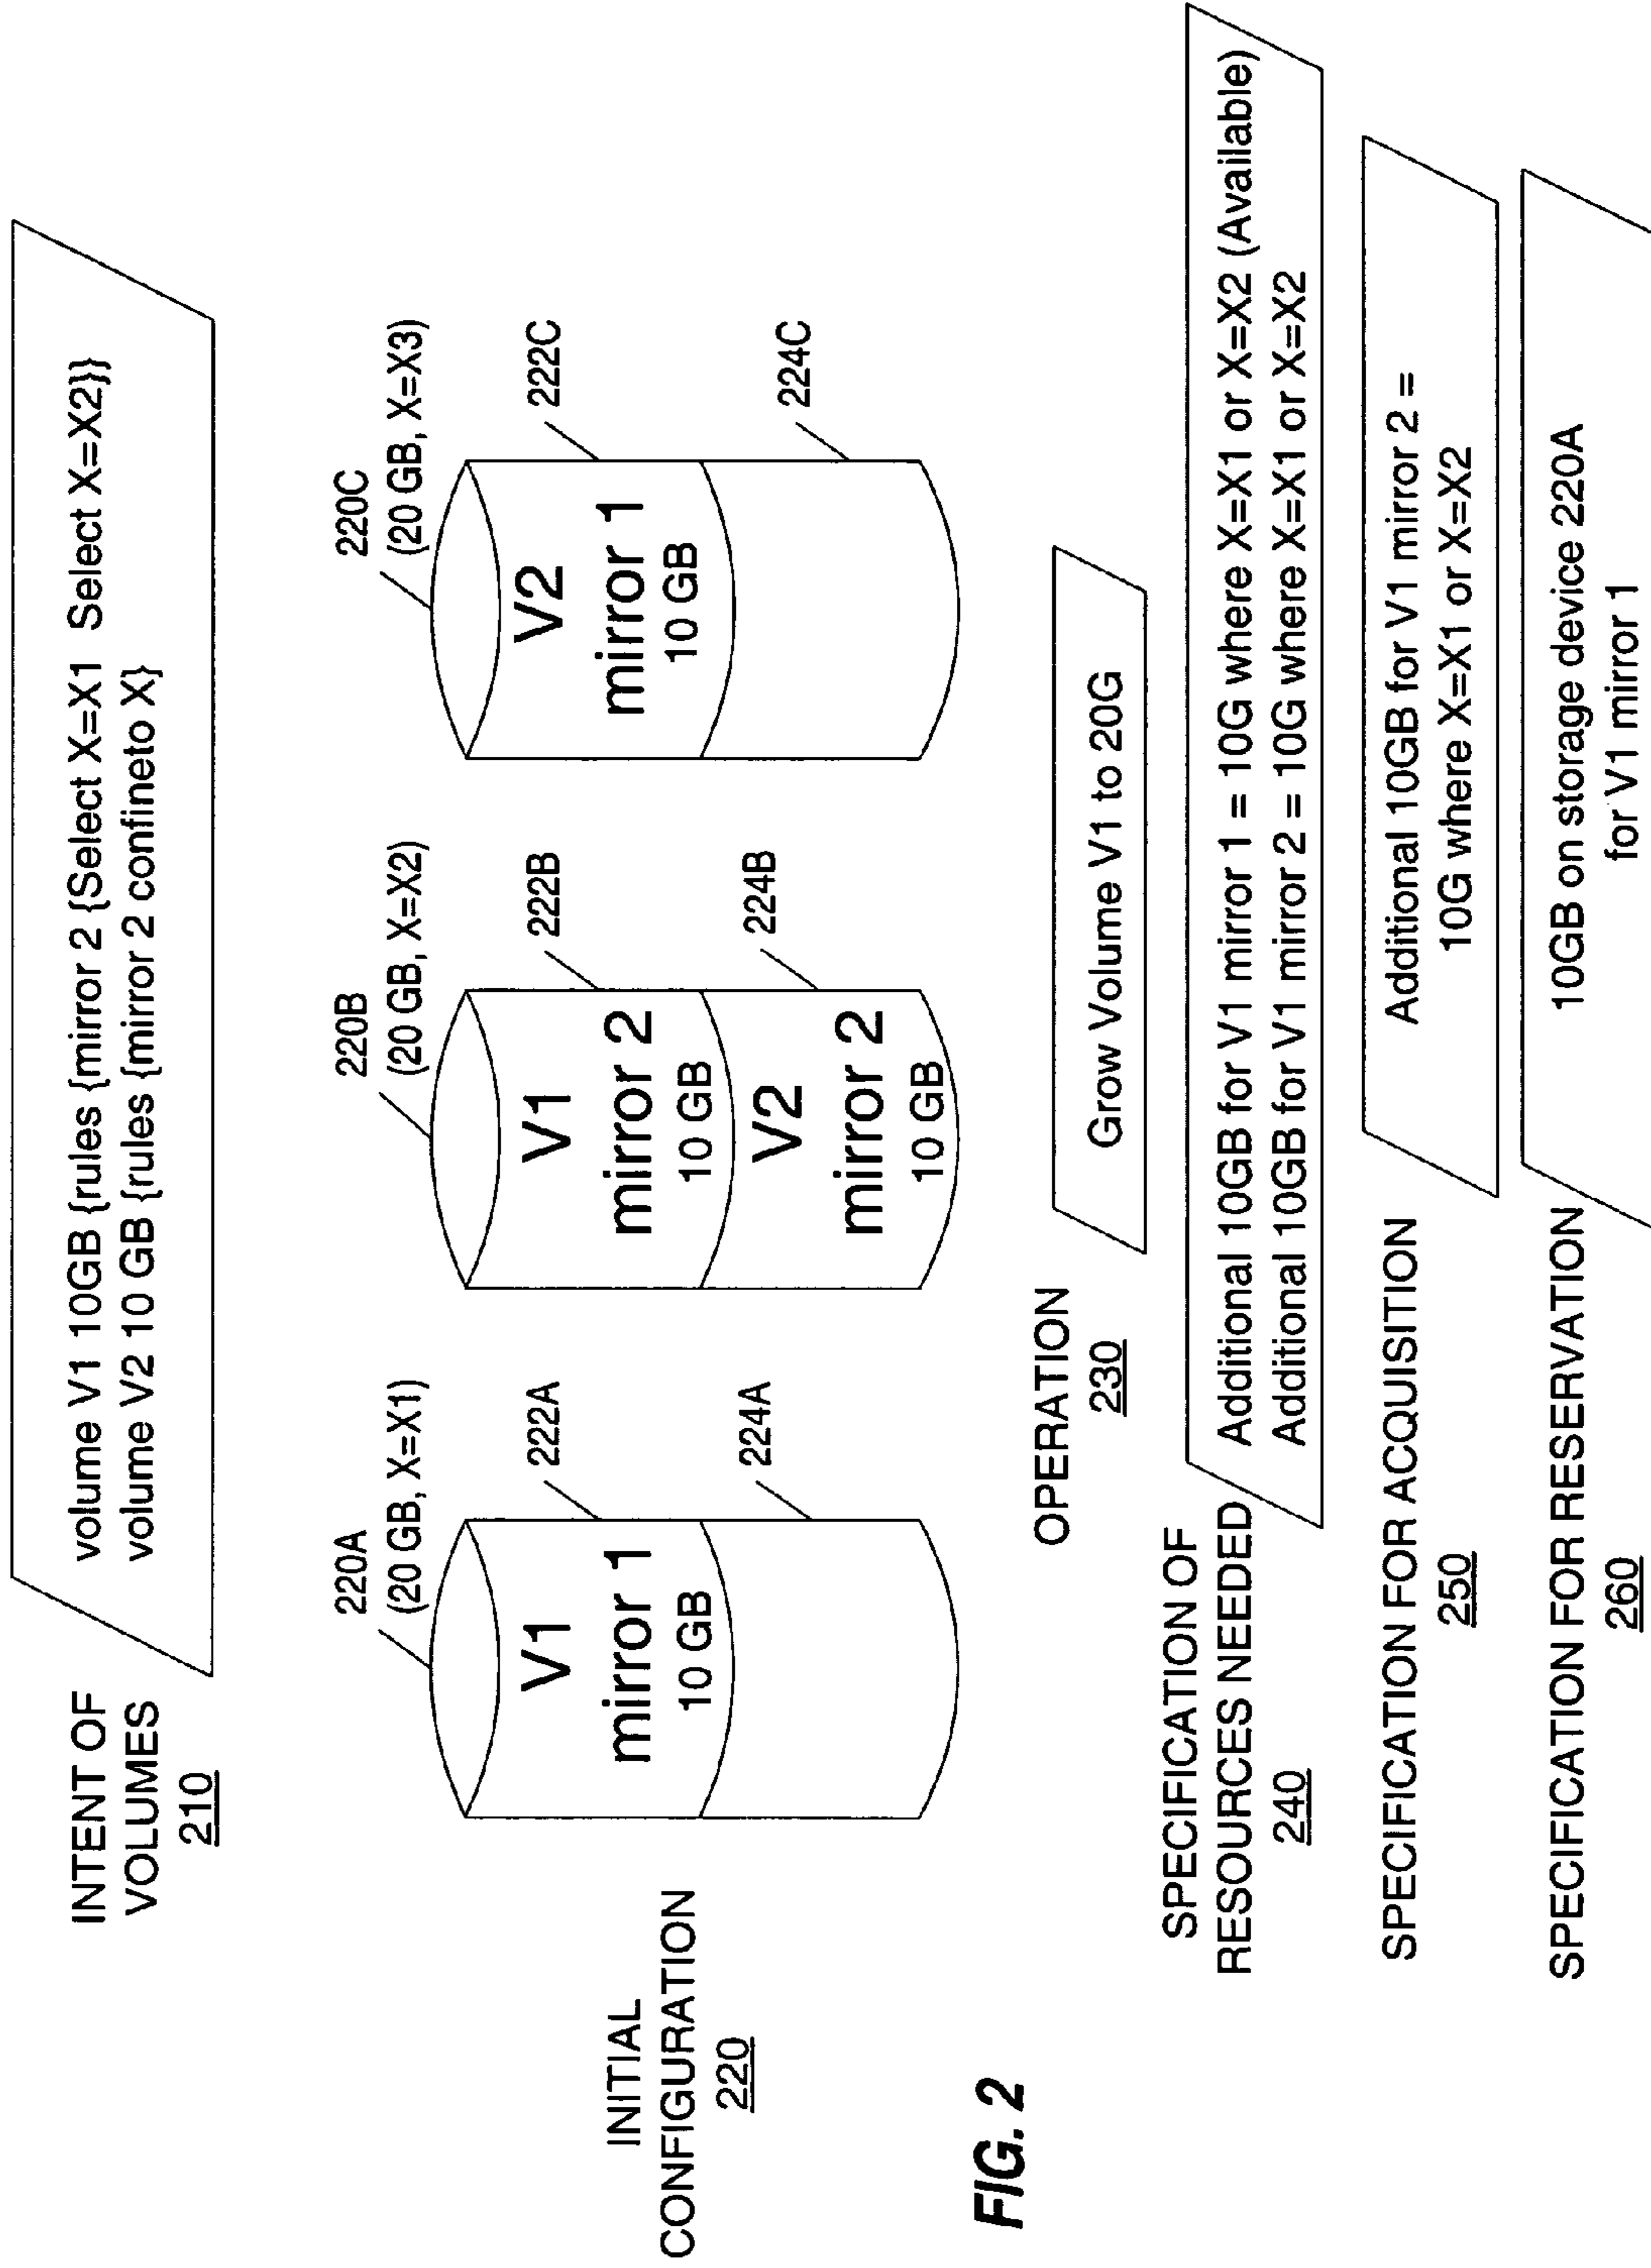 INTENT OF
VOLUMES
210
volume V1 10GB {rules {mirror 2 {Select X=X1 Select X=X2}}
volume V2 10 GB {rules {mirror 2 confineto X}
INITIAL
CONFIGURATION
220
220A
(20 GB, X=X1)
V1
mirror 1
10 GB
222A
224A
220B
(20 GB, X=X2)
V1
mirror 2
10 GB
V2
mirror 2
10 GB
222B
224B
220C
(20 GB, X=X3)
V2
mirror 1
10 GB
222C
224C
FIG. 2
OPERATION
230
Grow Volume V1 to 20G
SPECIFICATION OF
RESOURCES NEEDED
240
Additional 10GB for V1 mirror 1 = 10G where X=X1 or X=X2 (Available)
Additional 10GB for V1 mirror 2 = 10G where X=X1 or X=X2
SPECIFICATION FOR ACQUISITION
250
Additional 10GB for V1 mirror 2 =
10G where X=X1 or X=X2
SPECIFICATION FOR RESERVATION
260
10GB on storage device 220A
for V1 mirror 1